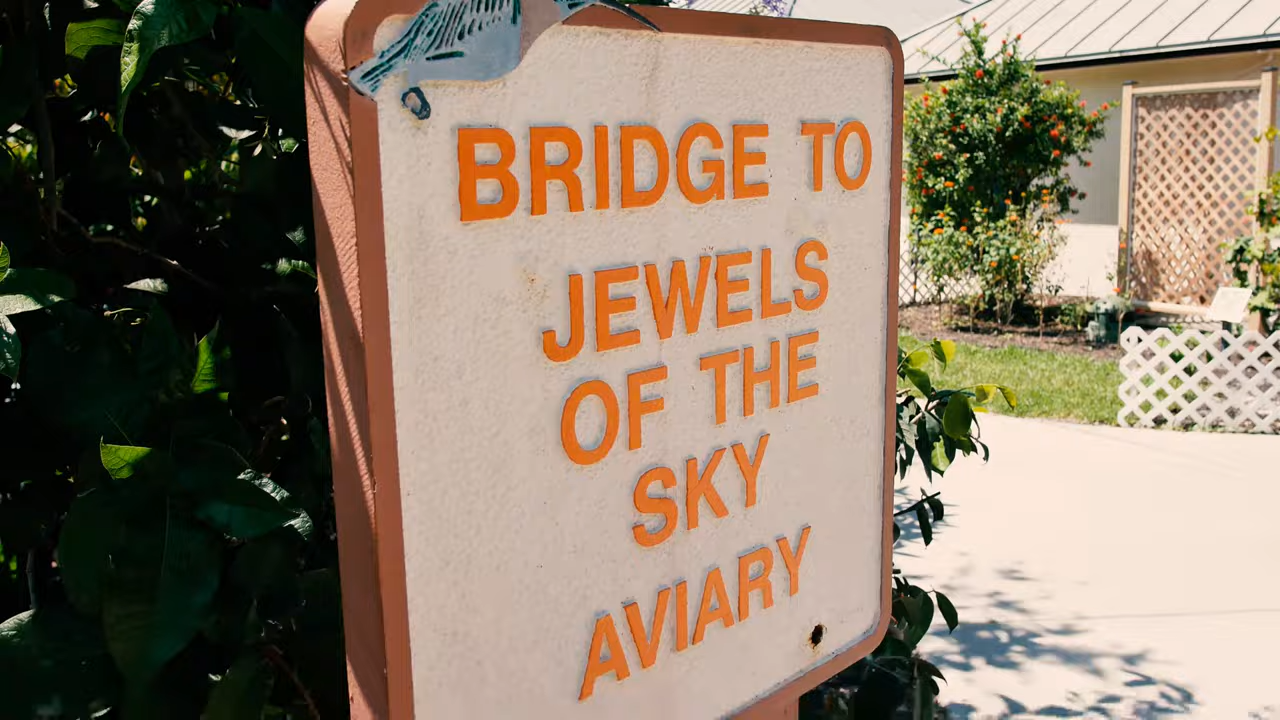 BRIDGE TO
JEWELS
OF THE
SKY
AVIARY